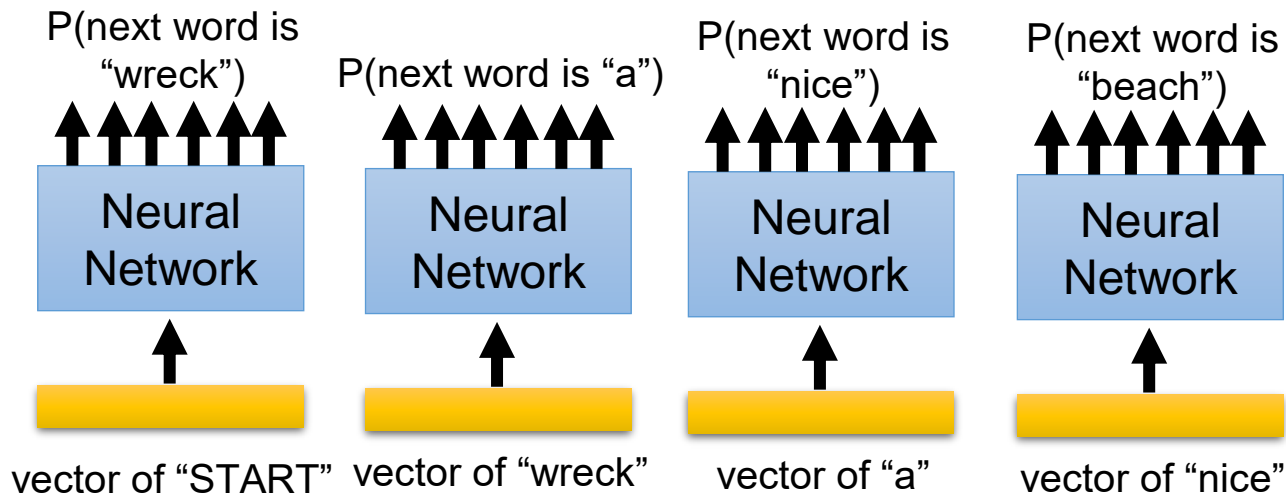 P(next word is
“wreck”)
P(next word is “a”)
P(next word is
“nice”)
P(next word is
“beach”)
Neural
Network
Neural
Network
Neural
Network
Neural
Network
vector of “START”
vector of “wreck”
vector of “a”
vector of “nice”